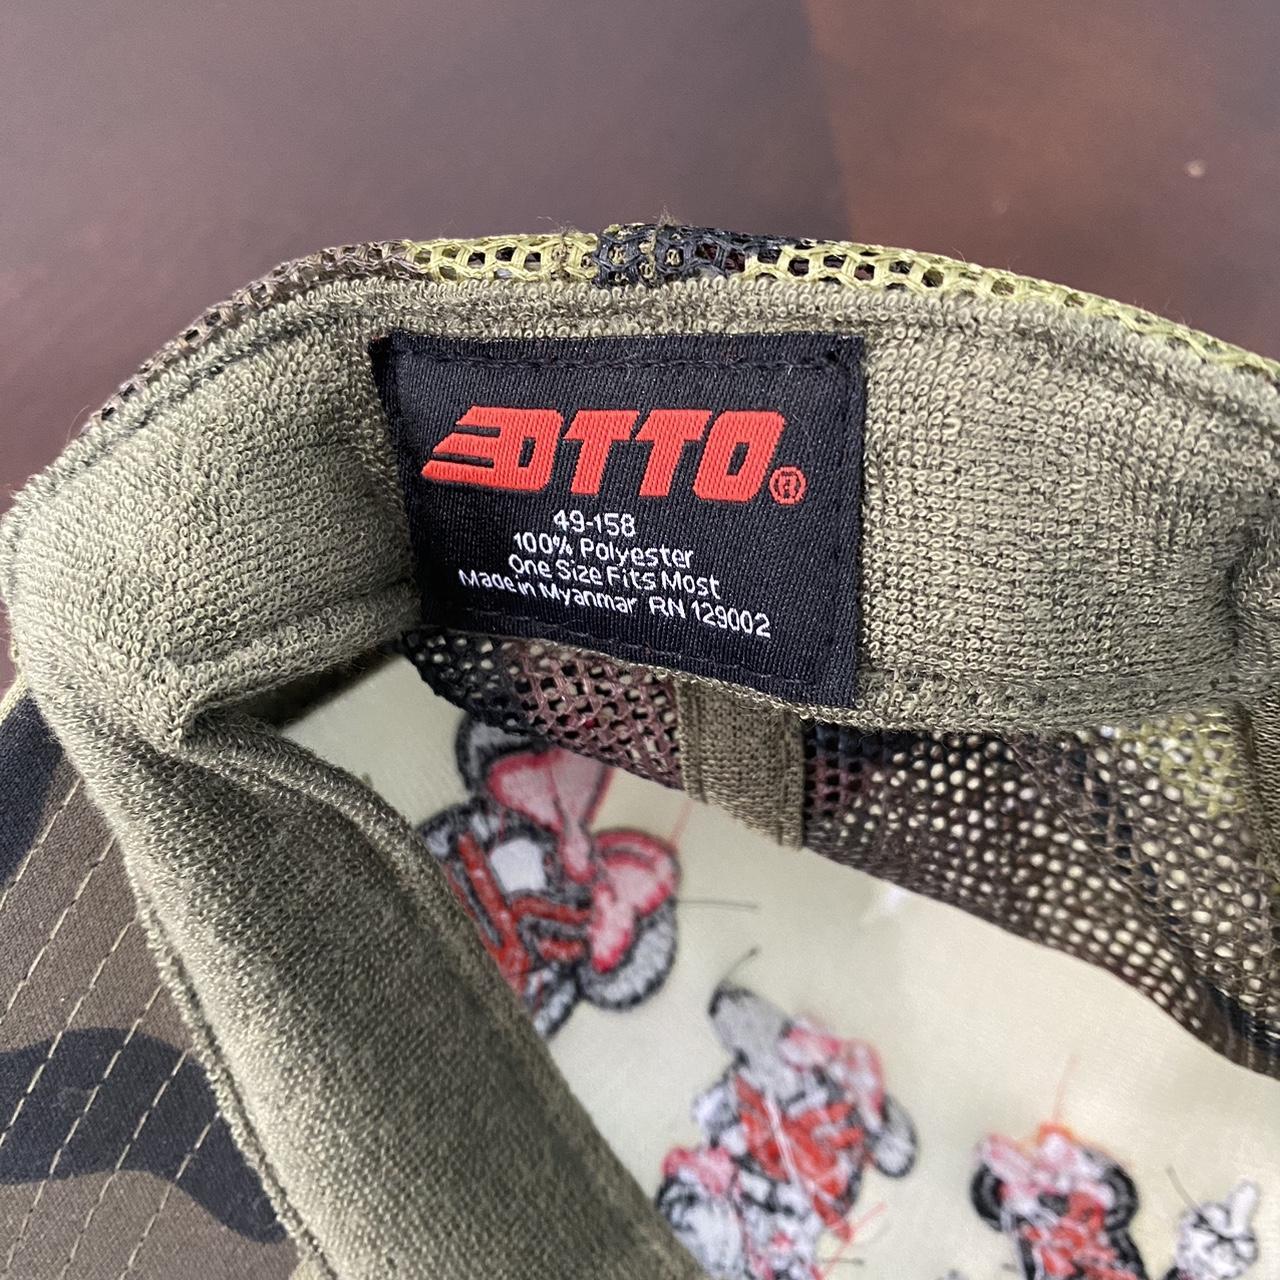 OTTO®
49-158
100% Polyester
One Size Fits Most
Made in Myanmar RN 129002